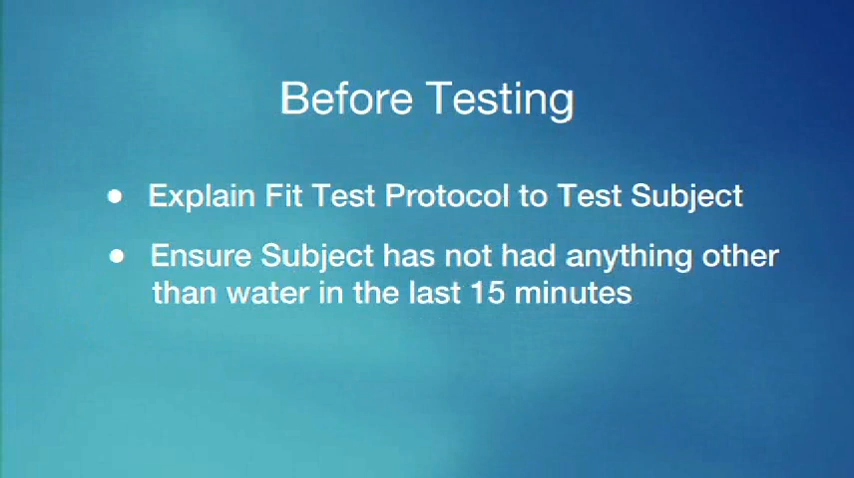 Before Testing
• Explain Fit Test Protocol to Test Subject
• Ensure Subject has not had anything other
than water in the last 15 minutes